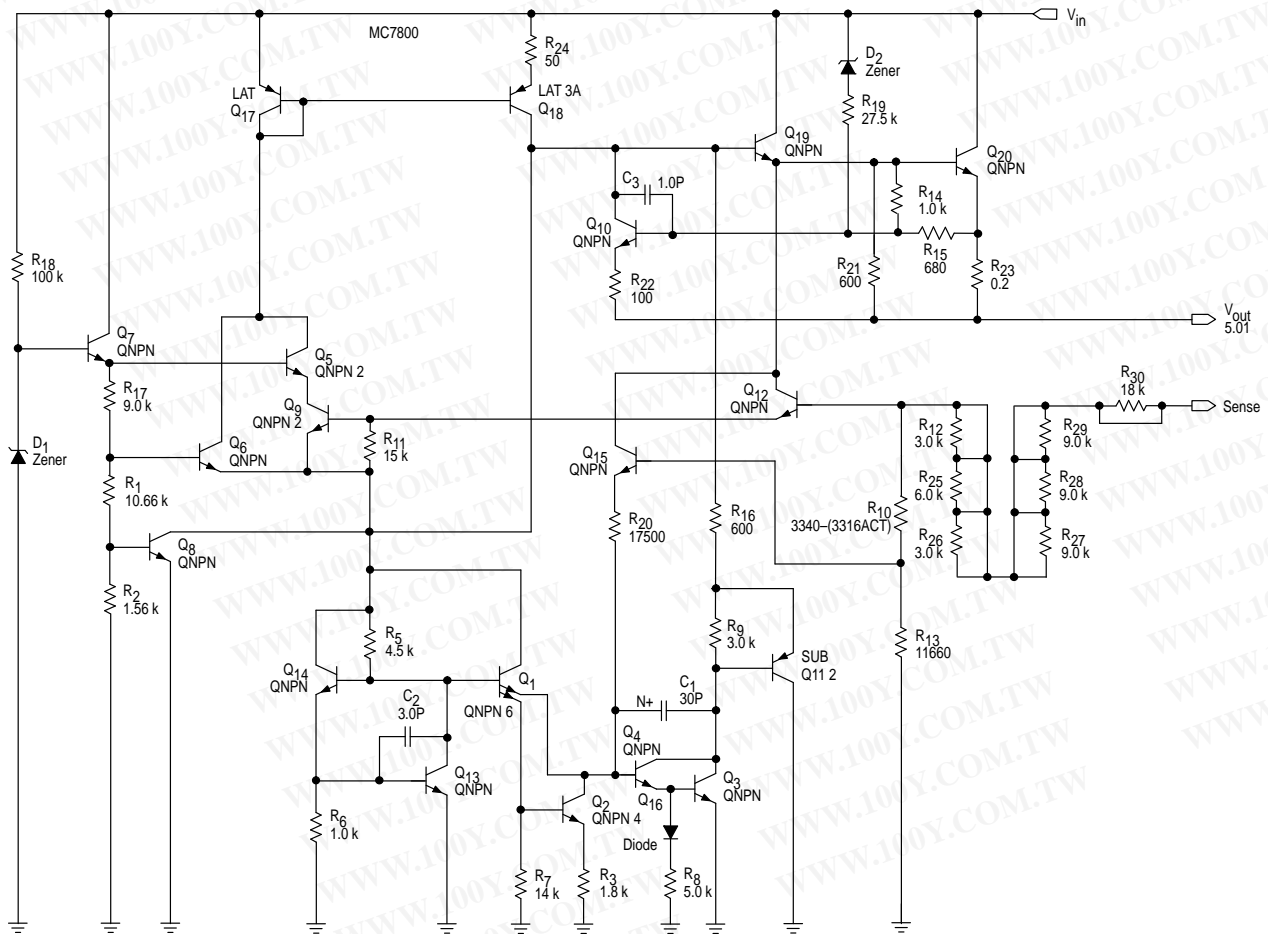 MC7800
Vin
R24
50
D2
Zener
LAT
Q17
LAT 3A
Q18
R19
27.5 k
Q19
QNPN
Q20
QNPN
C3
1.0P
R14
1.0 k
Q10
QNPN
R18
100 k
R15
680
R21
600
R22
100
R23
0.2
Vout
5.01
Q7
QNPN
Q5
QNPN 2
R17
9.0 k
Q12
QNPN
R30
18 k
Sense
Q9
QNPN 2
R12
3.0 k
R29
9.0 k
D1
Zener
Q6
QNPN
R11
15 k
Q15
QNPN
R1
10.66 k
R25
6.0 k
R28
9.0 k
R20
17500
R16
600
R10
3340–(3316ACT)
R26
3.0 k
R27
9.0 k
Q8
QNPN
R2
1.56 k
R5
4.5 k
R9
3.0 k
R13
11660
SUB
Q11 2
Q14
QNPN
Q1
QNPN 6
C2
3.0P
N+
C1
30P
Q4
QNPN
Q13
QNPN
Q3
QNPN
Q16
Q2
QNPN 4
R6
1.0 k
Diode
R7
14 k
R3
1.8 k
R8
5.0 k
WWW.100Y.COM.TW